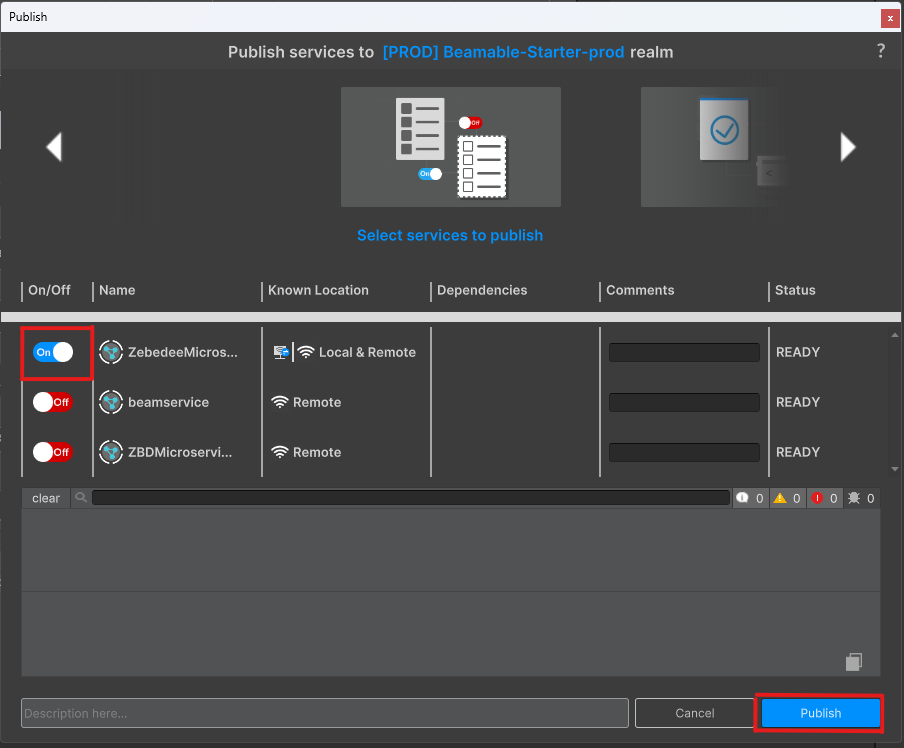 Publish
x
Publish services to [PROD] Beamable-Starter-prod realm
?
Off
On
Select services to publish
On/Off Name Known Location Dependencies Comments Status
On ZebedeeMicros... Local & Remote READY
Off beamservice Remote READY
Off ZBDMicroservi... Remote READY
clear 0 0 0 0
Description here... Cancel Publish